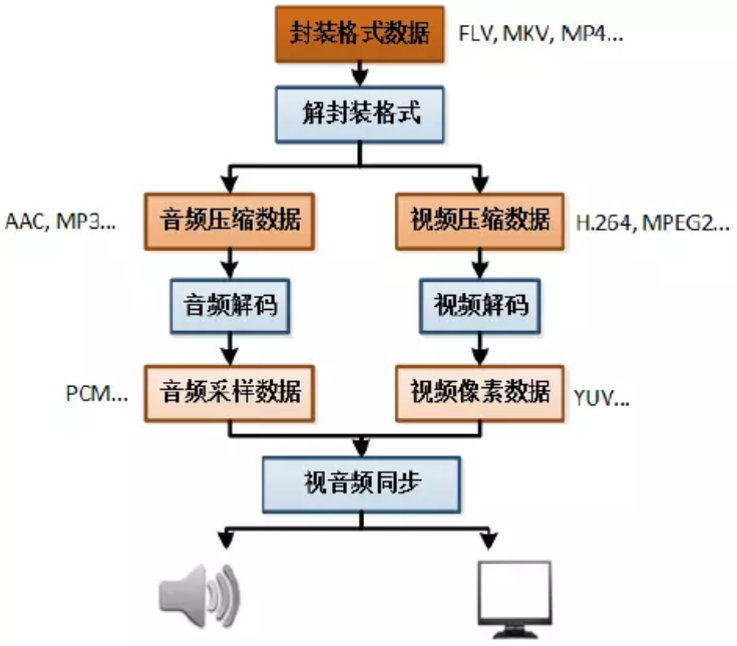 封装格式数据 FLV, MKV, MP4...
解封装格式
AAC, MP3... 音频压缩数据 视频压缩数据 H.264, MPEG2...
音频解码 视频解码
PCM... 音频采样数据 视频像素数据 YUV...
视音频同步